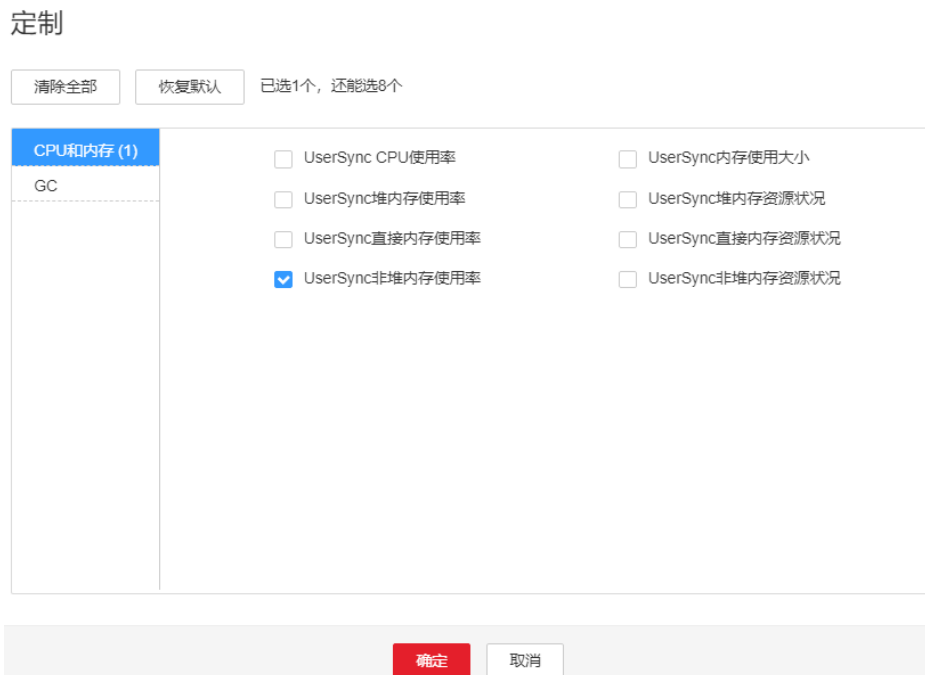 定制
清除全部 恢复默认 已选1个，还能选8个
CPU和内存 (1)
GC
UserSync CPU使用率 UserSync内存使用大小
UserSync堆内存使用率 UserSync堆内存资源状况
UserSync直接内存使用率 UserSync直接内存资源状况
UserSync非堆内存使用率 UserSync非堆内存资源状况
确定 取消